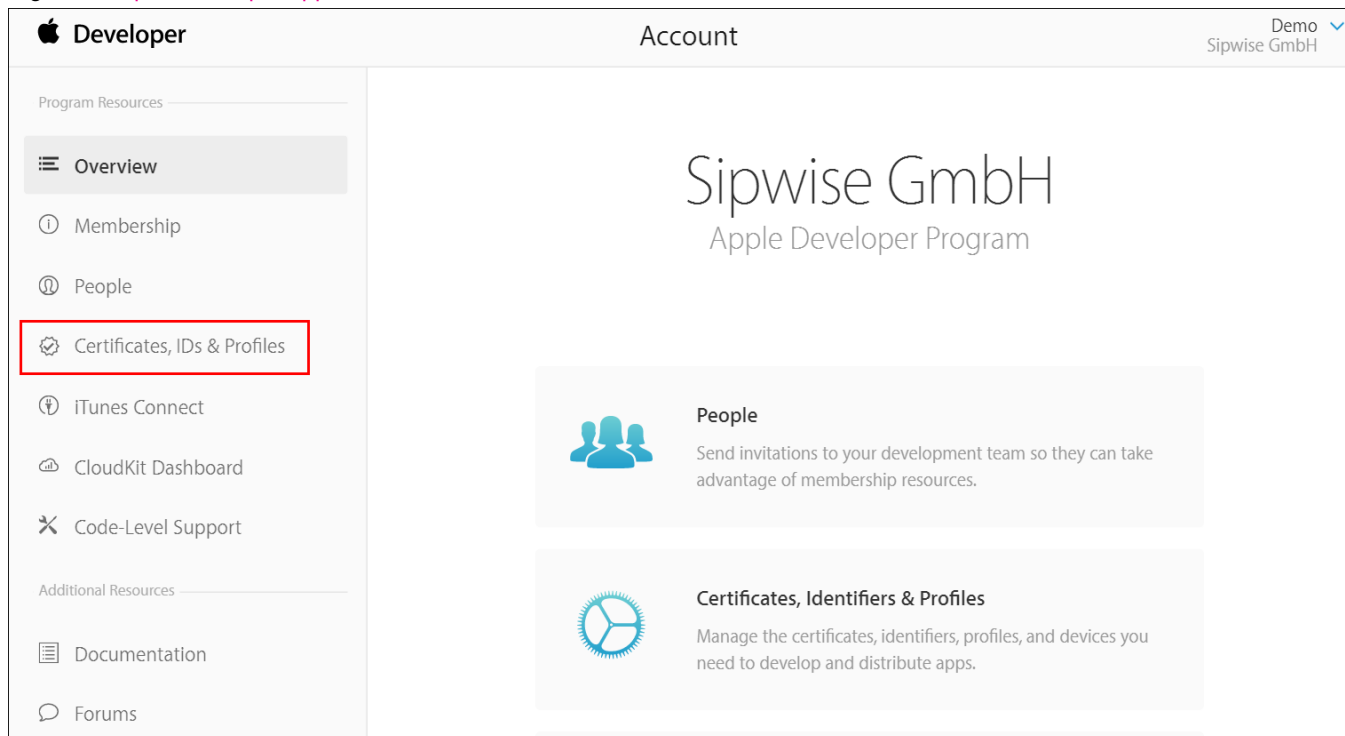 Developer
Account
Demo
Sipwise GmbH
Program Resources
Overview
Membership
People
Certificates, IDs & Profiles
iTunes Connect
CloudKit Dashboard
Code-Level Support
Additional Resources
Documentation
Forums
Sipwise GmbH
Apple Developer Program
People
Send invitations to your development team so they can take
advantage of membership resources.
Certificates, Identifiers & Profiles
Manage the certificates, identifiers, profiles, and devices you
need to develop and distribute apps.